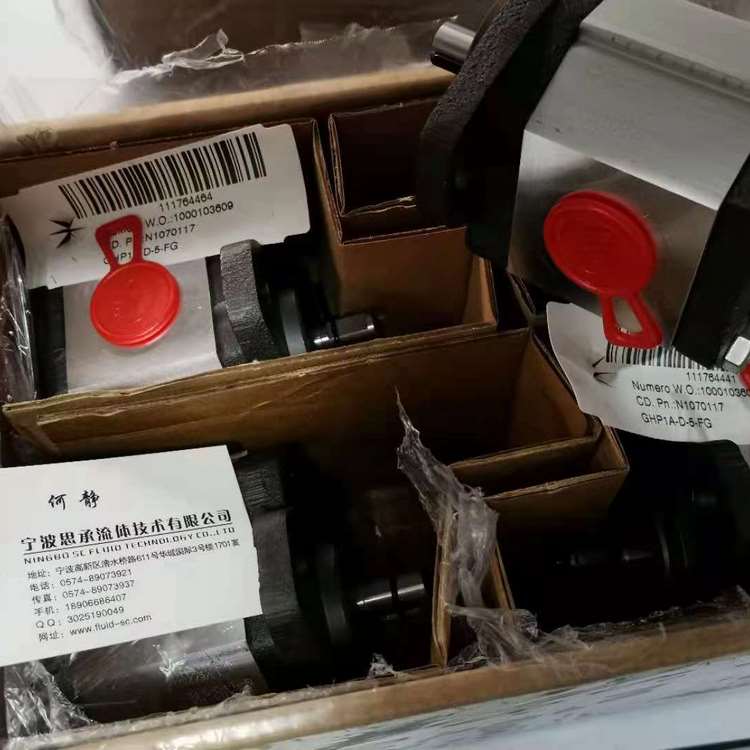 111764464
W.O.:1000103609
CD. Pn.:N1070117
GHP1A-D-5-FG
111764441
Numero W.O.:1000103609
CD. Pn.:N1070117
GHP1A-D-5-FG
何 静
宁波思承流体技术有限公司
NINGBO SC FLUID TECHNOLOGY CO.,LTD
地址：宁波高新区清水桥路611号华城国际3号楼1701室
电话：0574-89073921
传真：0574-89073937
手机：18906686407
Q Q：3025190049
网址：www.fluid-sc.com